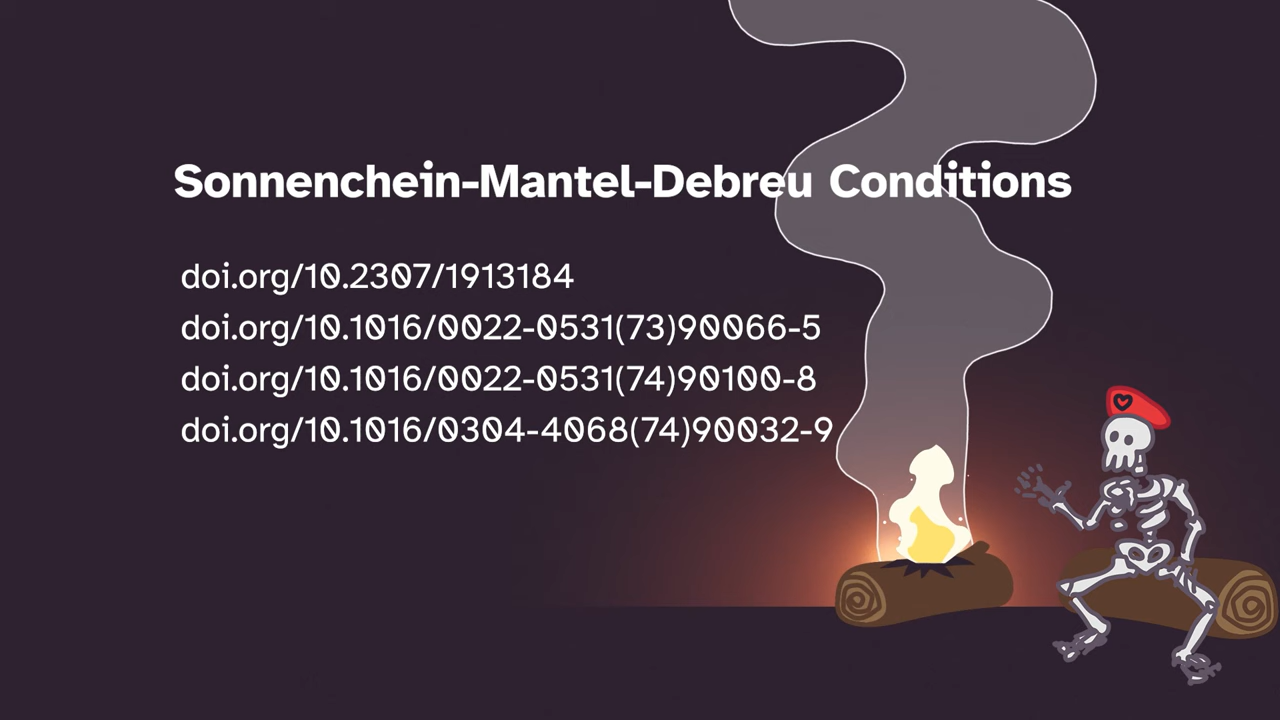 Sonnenchein-Mantel-Debreu Conditions
doi.org/10.2307/1913184
doi.org/10.1016/0022-0531(73)90066-5
doi.org/10.1016/0022-0531(74)90100-8
doi.org/10.1016/0304-4068(74)90032-9